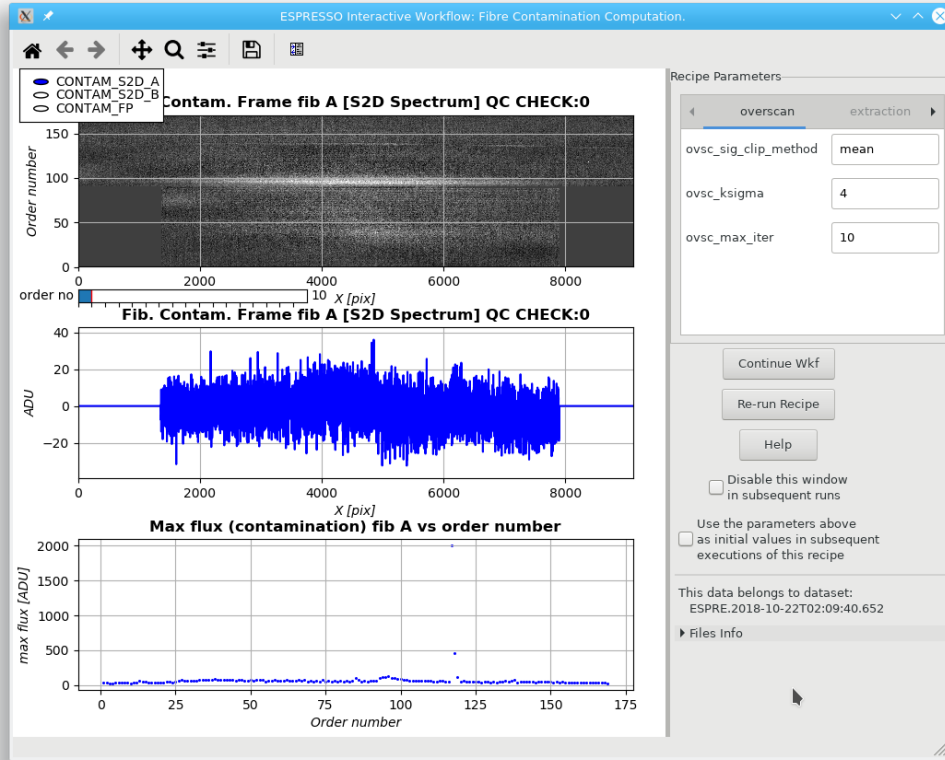 ESPRESSO Interactive Workflow: Fibre Contamination Computation.
CONTAM_S2D_A
CONTAM_S2D_B
CONTAM_FP
Contam. Frame fib A [S2D Spectrum] QC CHECK:0
Order number
150
100
50
0
0 2000 4000 6000 8000
X [pix]
order no 10
Fib. Contam. Frame fib A [S2D Spectrum] QC CHECK:0
ADU
40
20
0
−20
0 2000 4000 6000 8000
X [pix]
Max flux (contamination) fib A vs order number
max flux [ADU]
2000
1500
1000
500
0
0 25 50 75 100 125 150 175
Order number
Recipe Parameters
overscan extraction
ovsc_sig_clip_method mean
ovsc_ksigma 4
ovsc_max_iter 10
Continue Wkf
Re-run Recipe
Help
Disable this window
in subsequent runs
Use the parameters above
as initial values in subsequent
executions of this recipe
This data belongs to dataset:
ESPRE.2018-10-22T02:09:40.652
Files Info